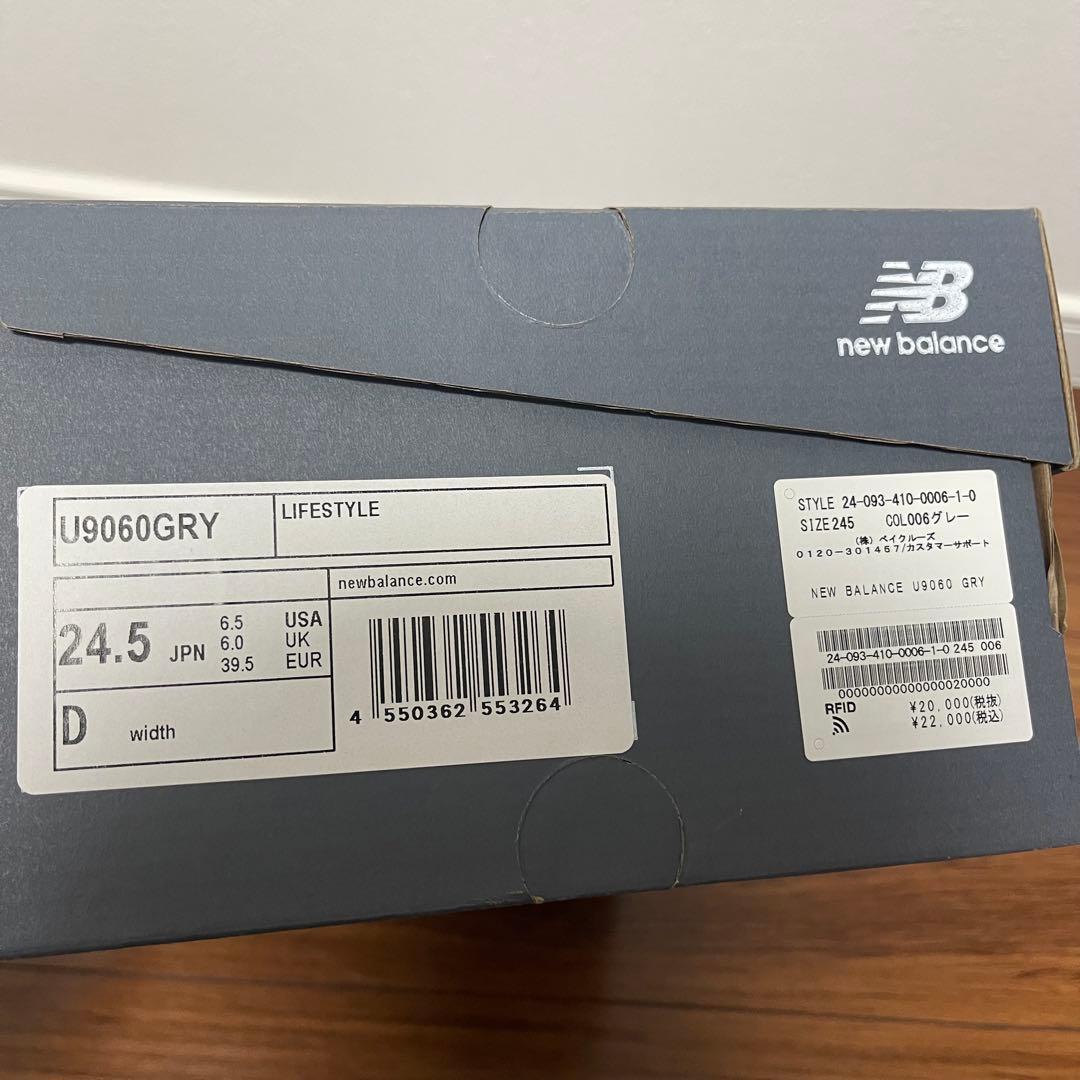 NB
new balance
U9060GRY
LIFESTYLE
newbalance.com
24.5 JPN
6.5 USA
6.0 UK
39.5 EUR
D width
4 550362 553264
STYLE 24-093-410-0006-1-0
SIZE 245 COL006グレー
(株) ベイクルーズ
0120-301457/カスタマーサポート
NEW BALANCE U9060 GRY
24-093-410-0006-1-0 245 006
00000000000000020000
RFID
¥20,000(税抜)
¥22,000(税込)